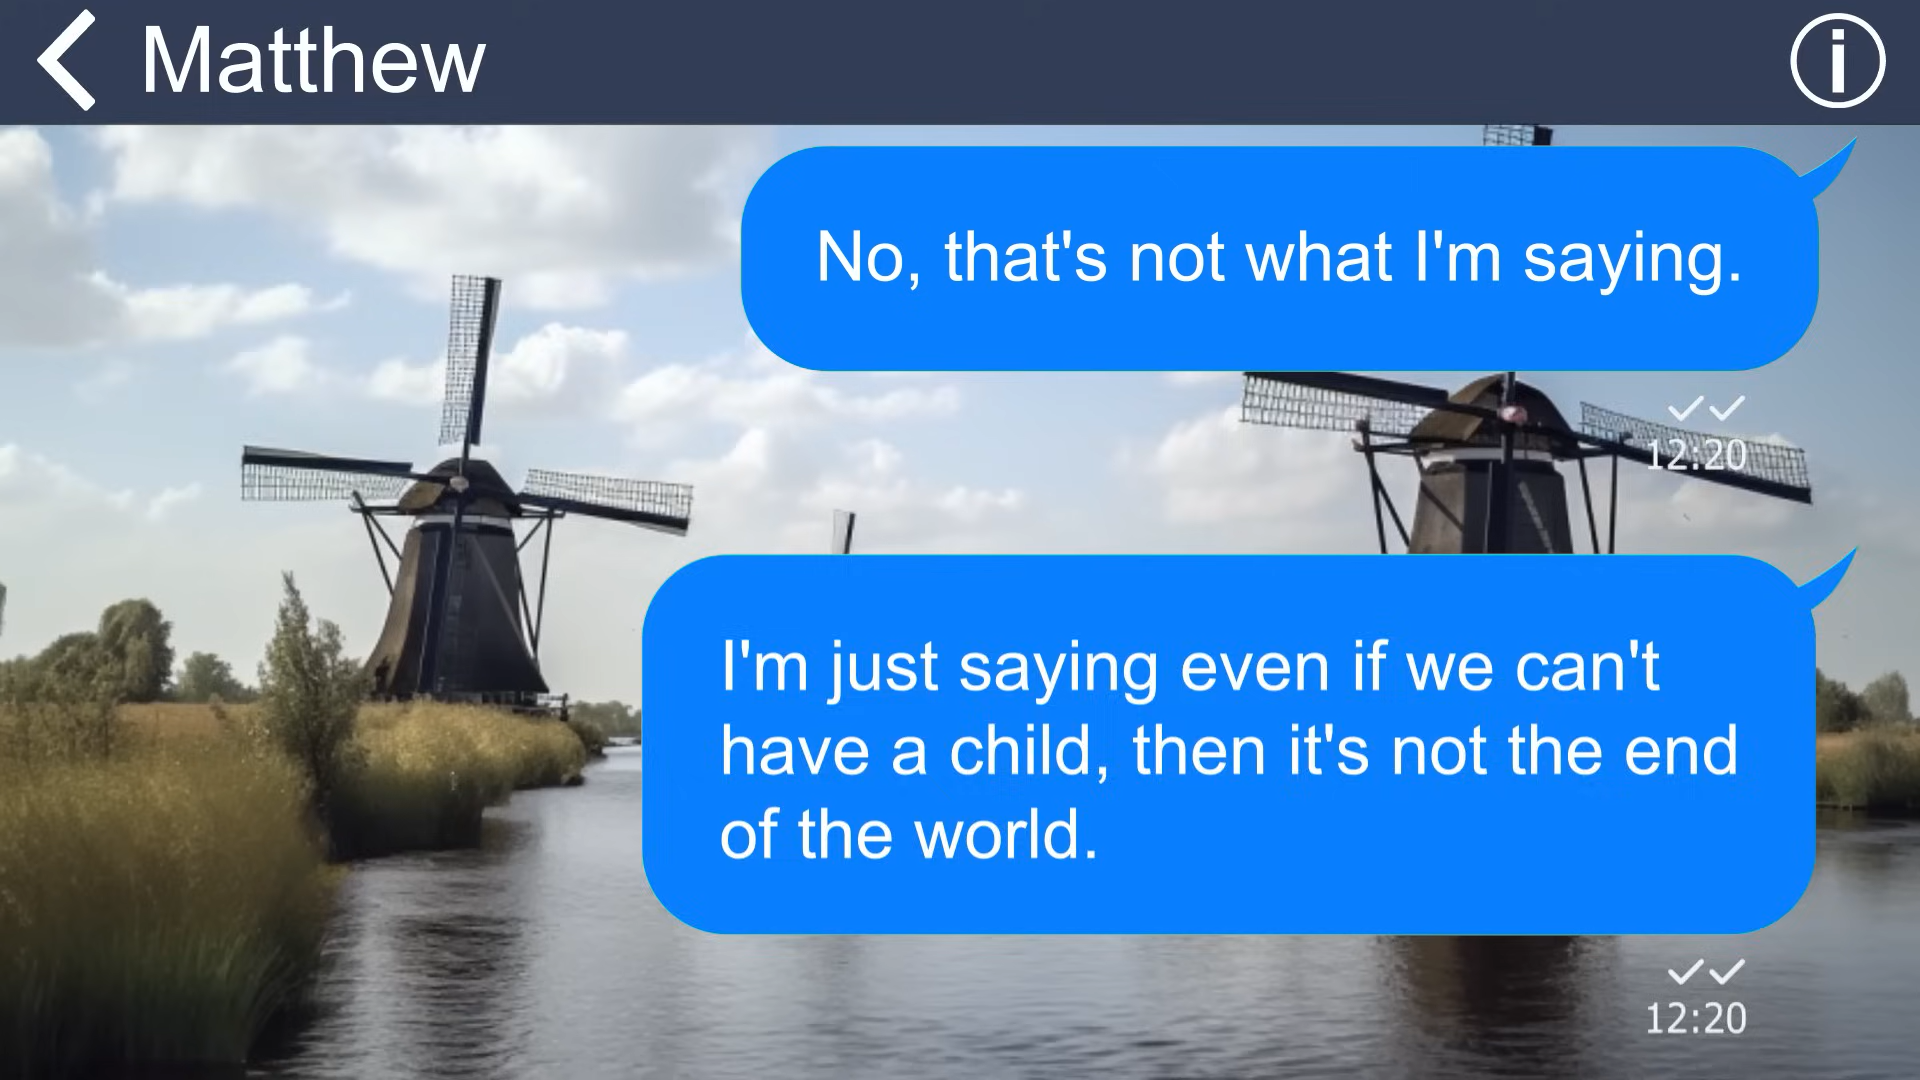 Matthew
No, that's not what I'm saying.
12:20
I'm just saying even if we can't
have a child, then it's not the end
of the world.
12:20